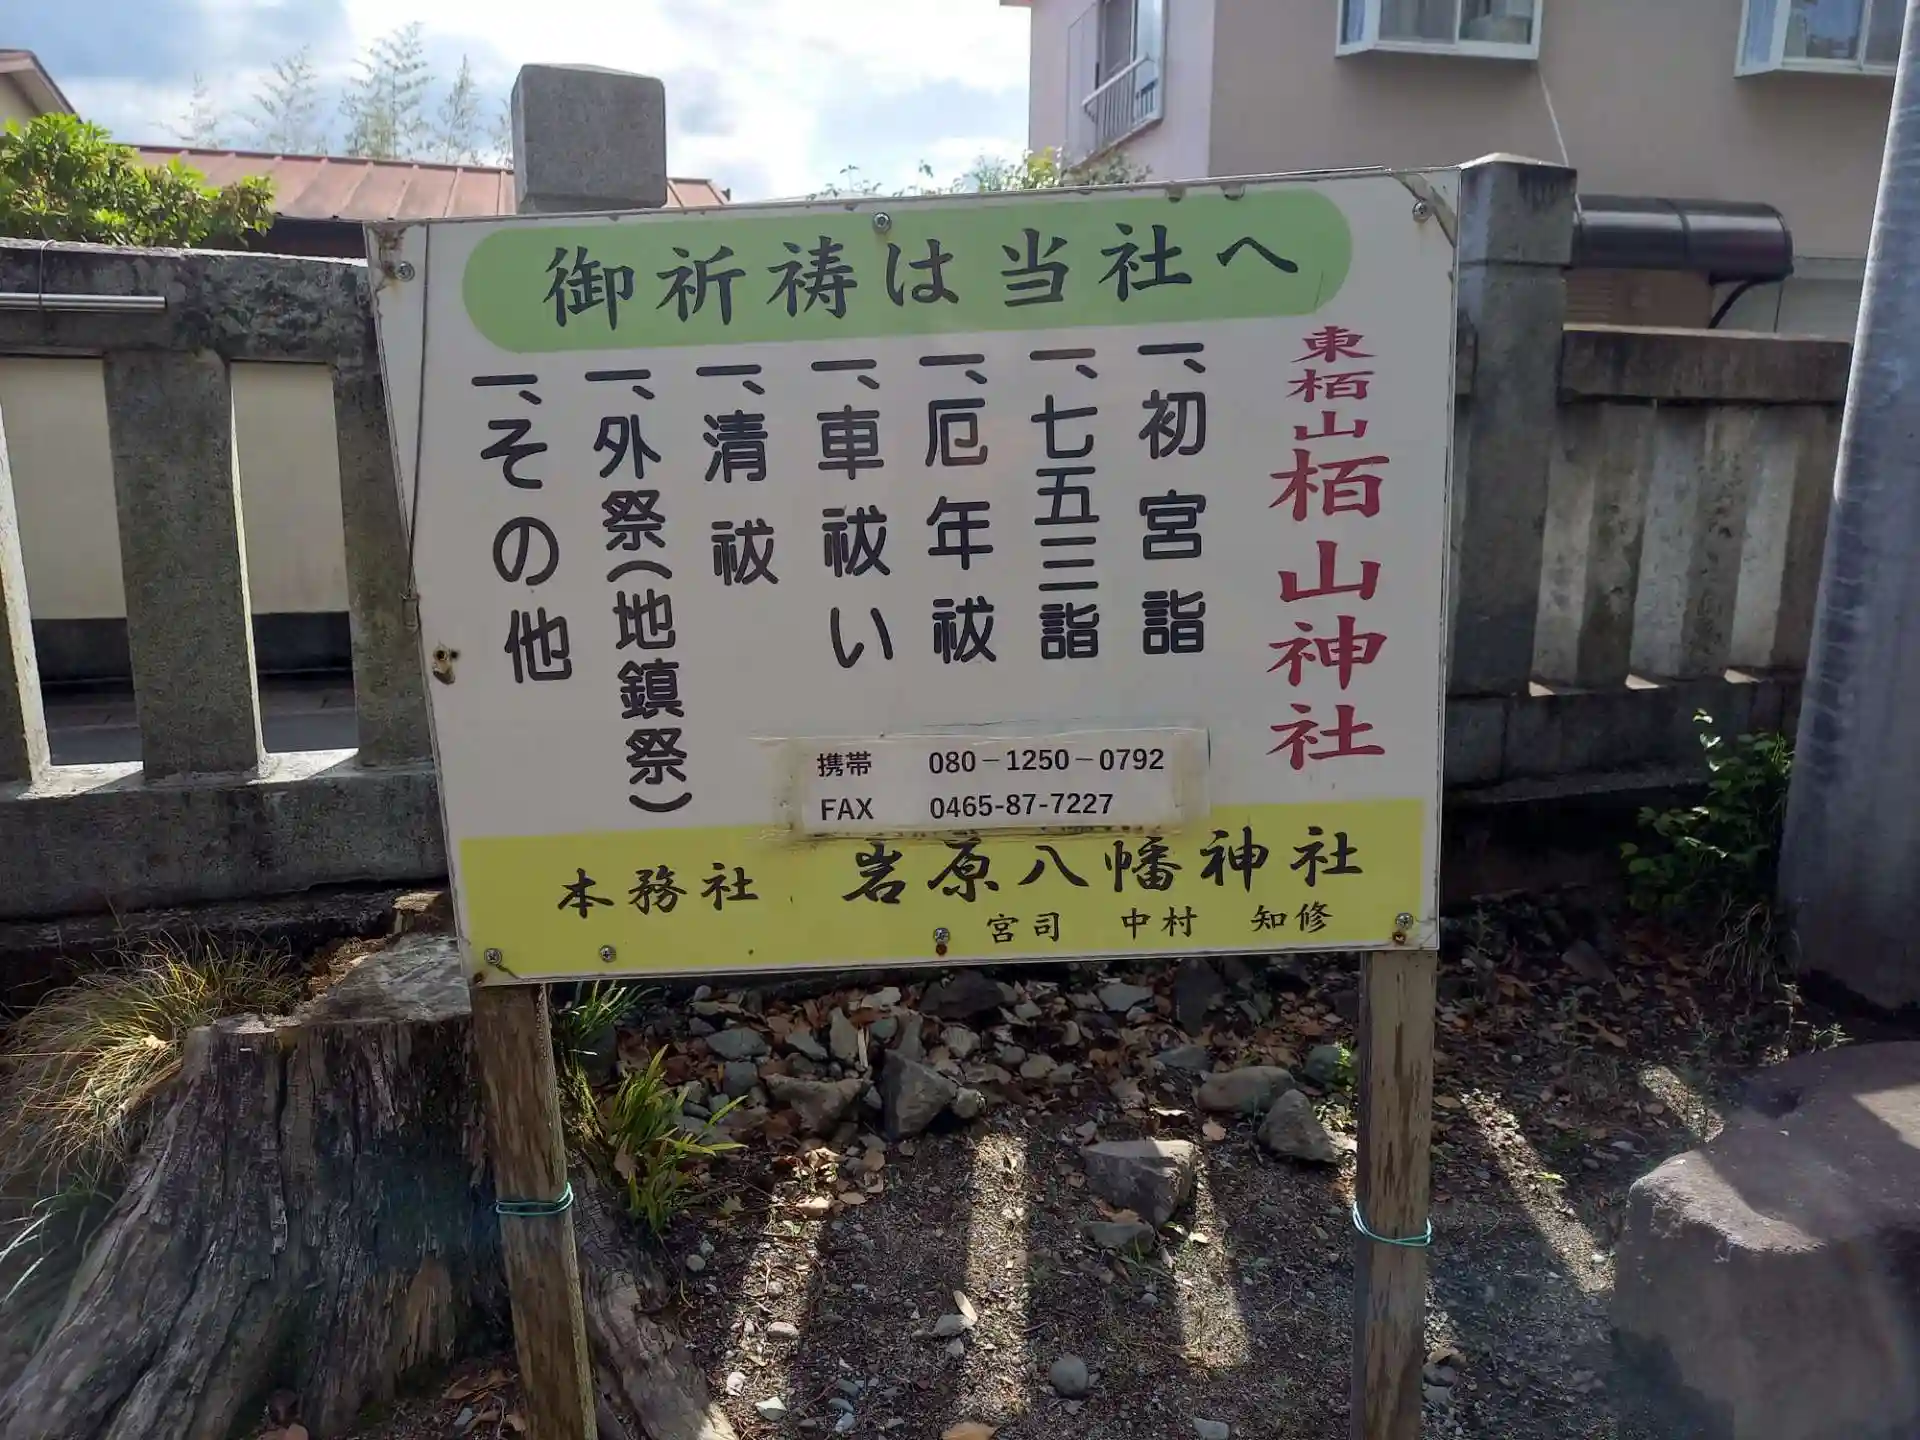 御祈祷は当社へ
東栢山栢山神社
一、初宮詣
一、七五三詣
一、厄年祓
一、車祓い
一、清祓
一、外祭(地鎮祭)
一、その他
携帯 080－1250－0792
FAX 0465-87-7227
本務社 岩原八幡神社
宮司 中村 知修